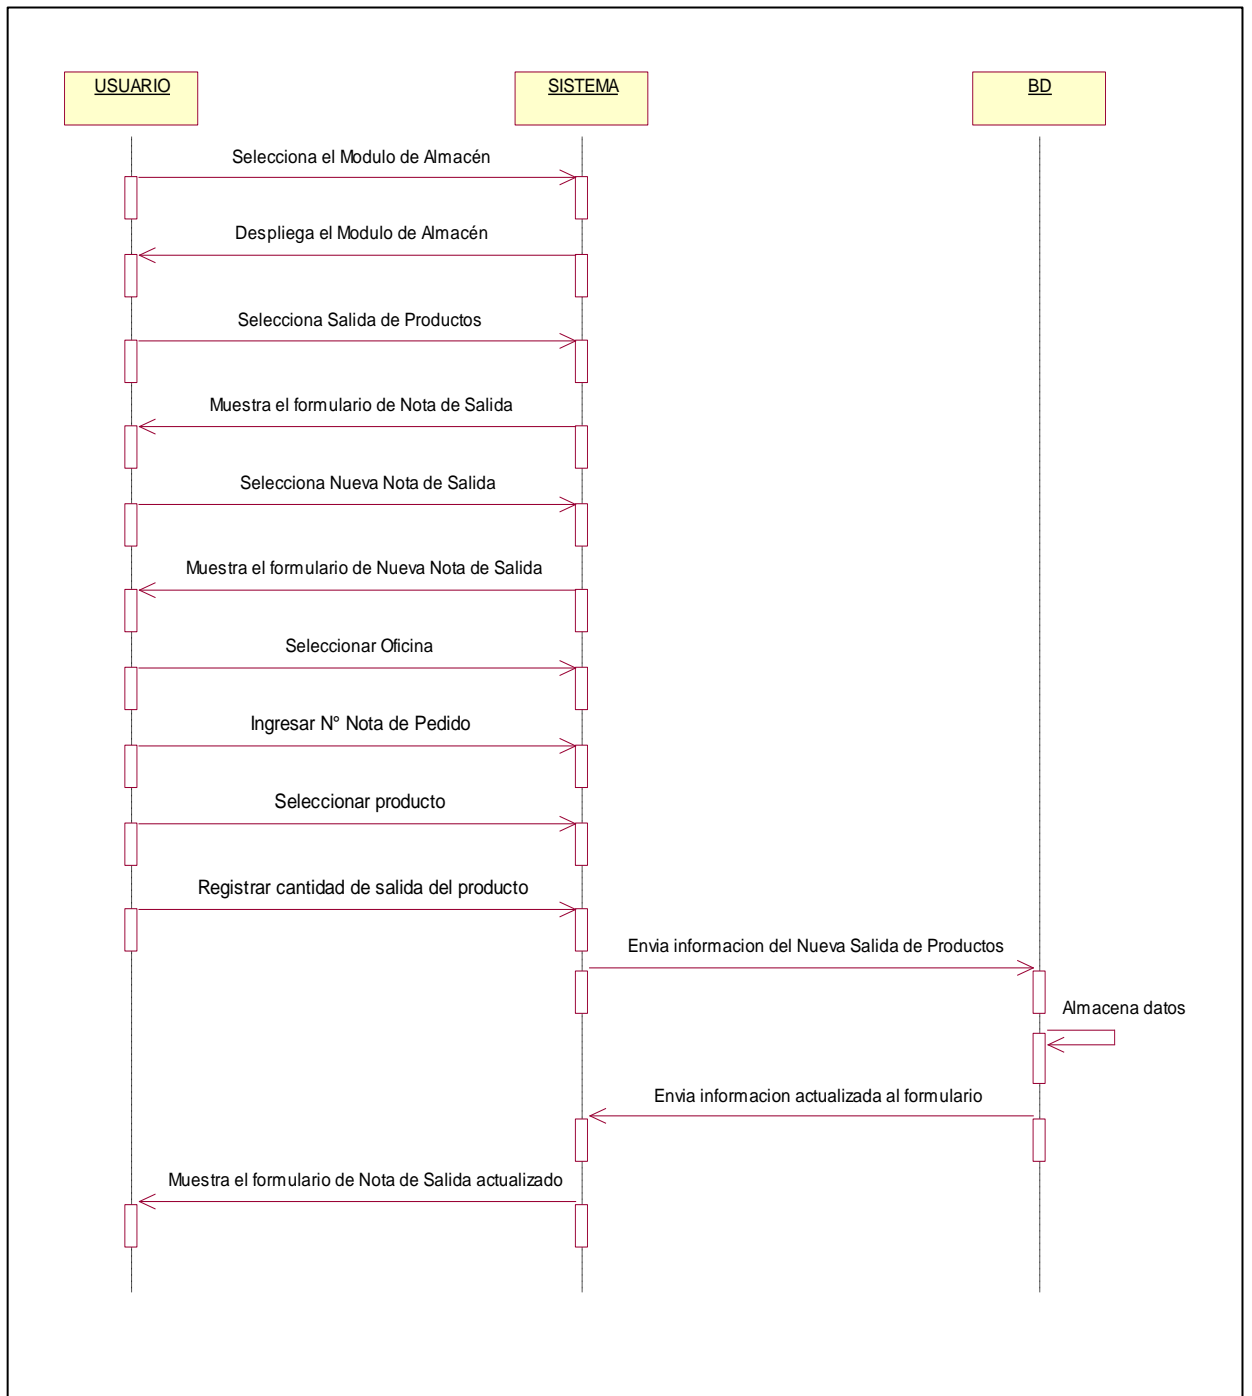 USUARIO
SISTEMA
BD
Selecciona el Modulo de Almacén
Despliega el Modulo de Almacén
Selecciona Salida de Productos
Muestra el formulario de Nota de Salida
Selecciona Nueva Nota de Salida
Muestra el formulario de Nueva Nota de Salida
Seleccionar Oficina
Ingresar N° Nota de Pedido
Seleccionar producto
Registrar cantidad de salida del producto
Envia informacion del Nueva Salida de Productos
Almacena datos
Envia informacion actualizada al formulario
Muestra el formulario de Nota de Salida actualizado